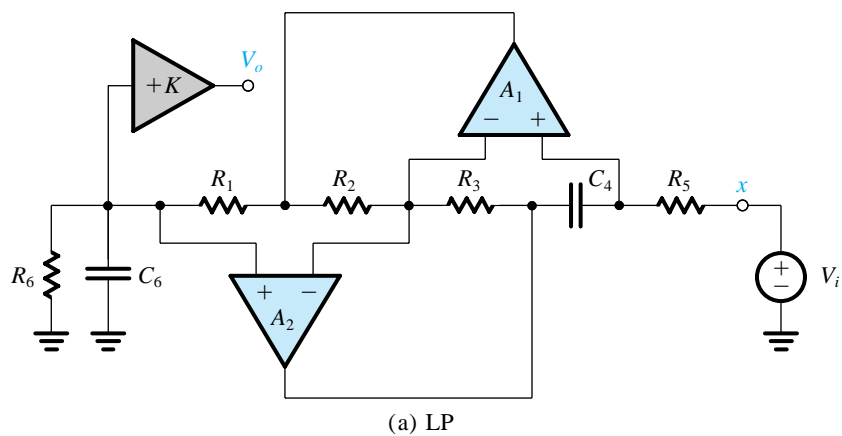 V_o
+K
A_1
− +
R_1 R_2 R_3 C_4 R_5 x
R_6 C_6 + − V_i
A_2 + −
(a) LP